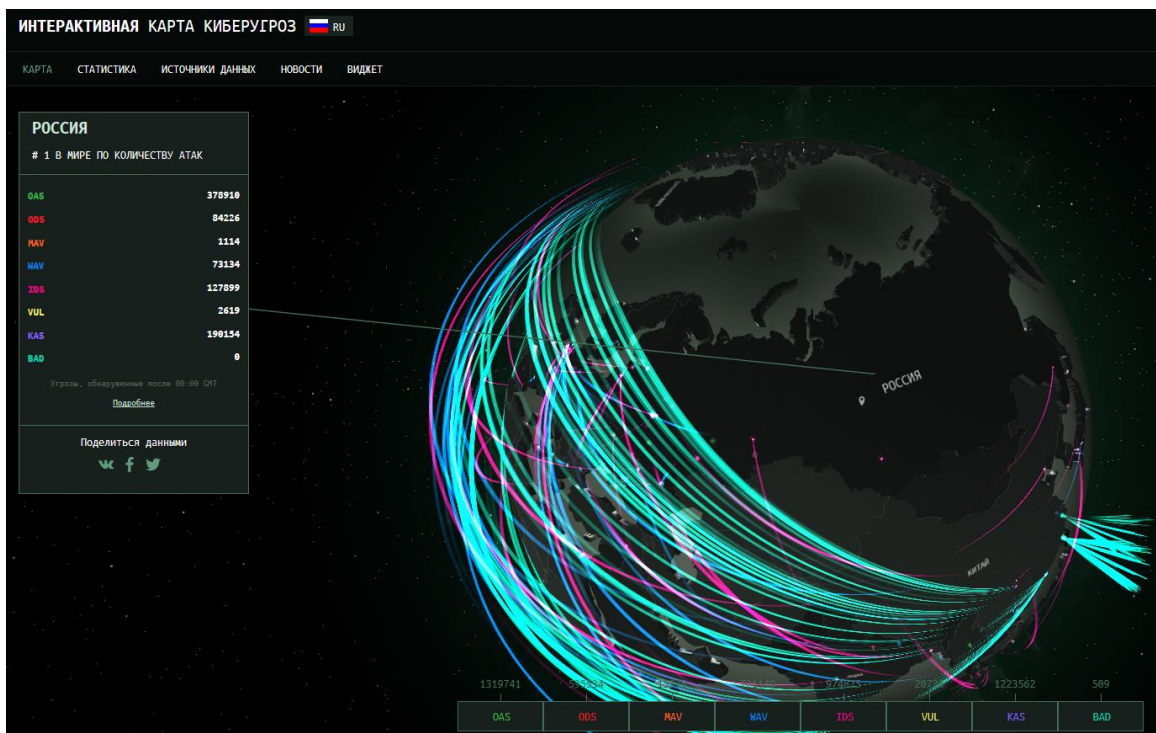 ИНТЕРАКТИВНАЯ КАРТА КИБЕРУГРОЗ RU
КАРТА СТАТИСТИКА ИСТОЧНИКИ ДАННЫХ НОВОСТИ ВИДЖЕТ
РОССИЯ
# 1 В МИРЕ ПО КОЛИЧЕСТВУ АТАК
OAS 378910
ODS 84226
MAV 1114
WAV 73134
IDS 127899
VUL 2619
KAS 190154
BAD 0
Угрозы, обнаруженные после 00:00 GMT
Подробнее
Поделиться данными
РОССИЯ
КИТАЙ
1319741 1223562 509
OAS ODS MAV WAV IDS VUL KAS BAD